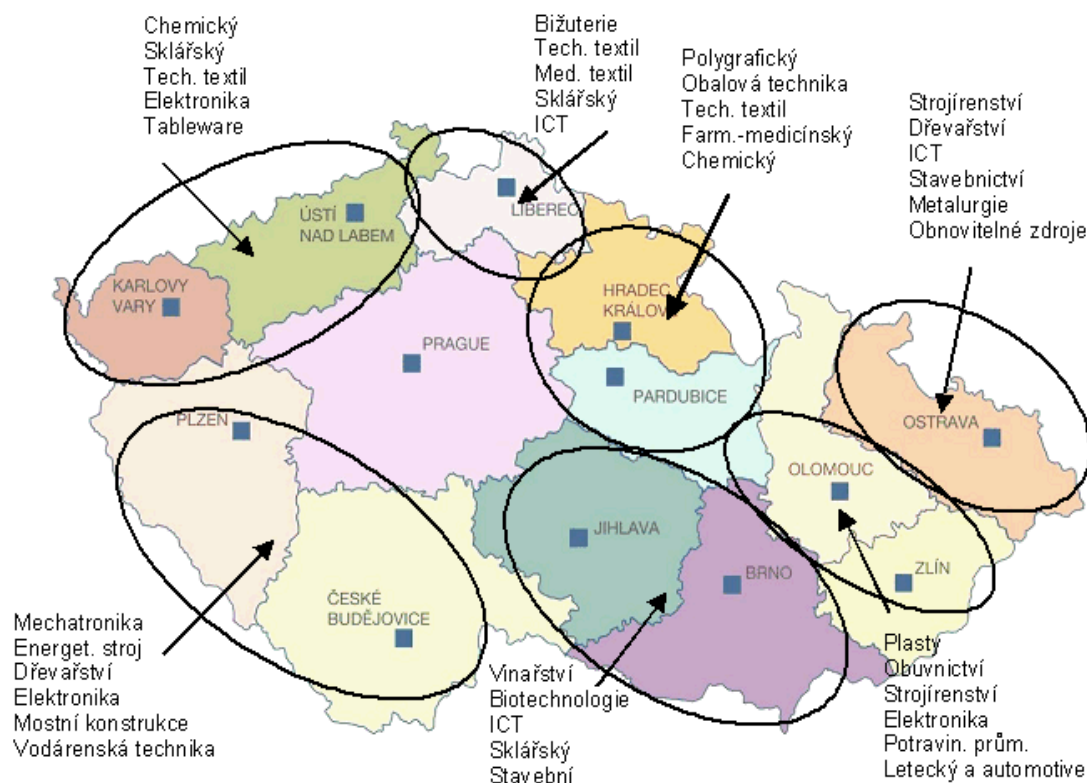 Chemický
Sklářský
Tech. textil
Elektronika
Tableware
Bižuterie
Tech. textil
Med. textil
Sklářský
ICT
Polygrafický
Obalová technika
Tech. textil
Farm.-medicínský
Chemický
Strojírenství
Dřevařství
ICT
Stavebnictví
Metalurgie
Obnovitelné zdroje
LIBEREC
ÚSTÍ
NAD LABEM
KARLOVY
VARY
HRADEC
KRÁLOV
PRAGUE
PARDUBICE
PLZEŇ
OSTRAVA
OLOMOUC
JIHLAVA
BRNO
ZLÍN
ČESKÉ
BUDĚJOVICE
Mechatronika
Energet. stroj
Dřevařství
Elektronika
Mostní konstrukce
Vodárenská technika
Vinařství
Biotechnologie
ICT
Sklářský
Stavební
Plasty
Obuvnictví
Strojírenství
Elektronika
Potravin. prům.
Letecký a automotive